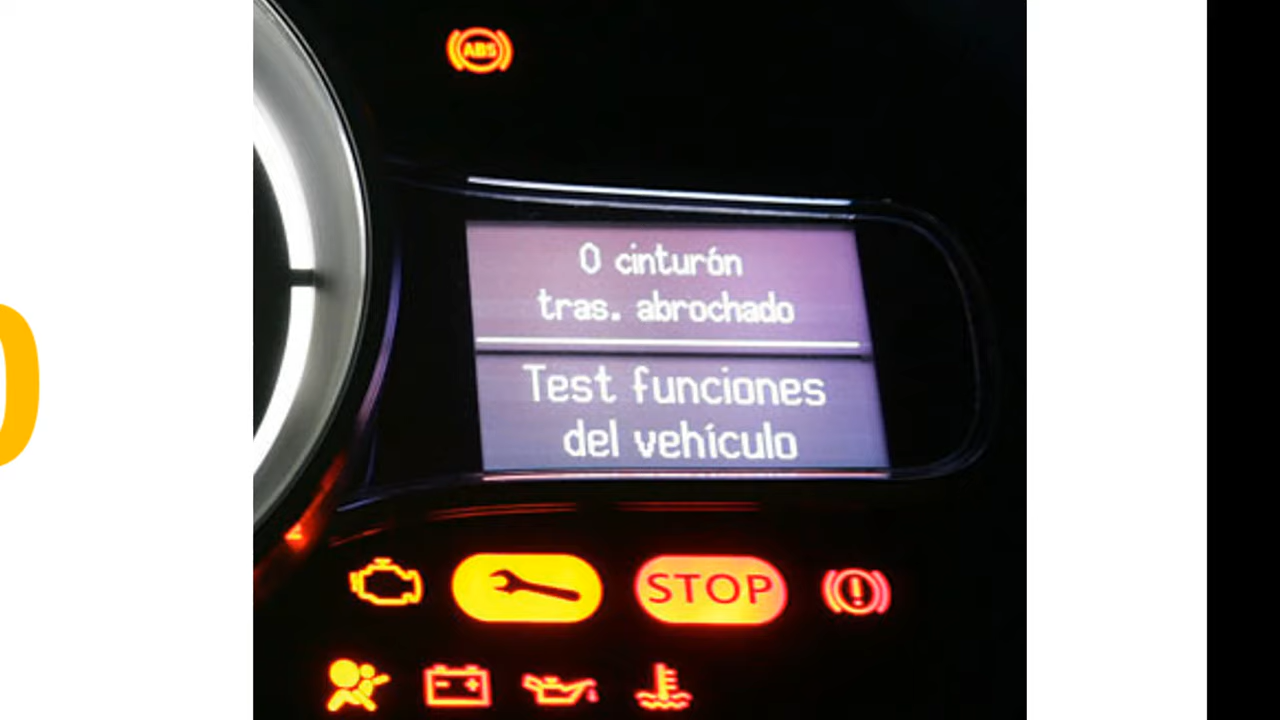 ABS
0 cinturón
tras. abrochado
Test funciones
del vehículo
STOP